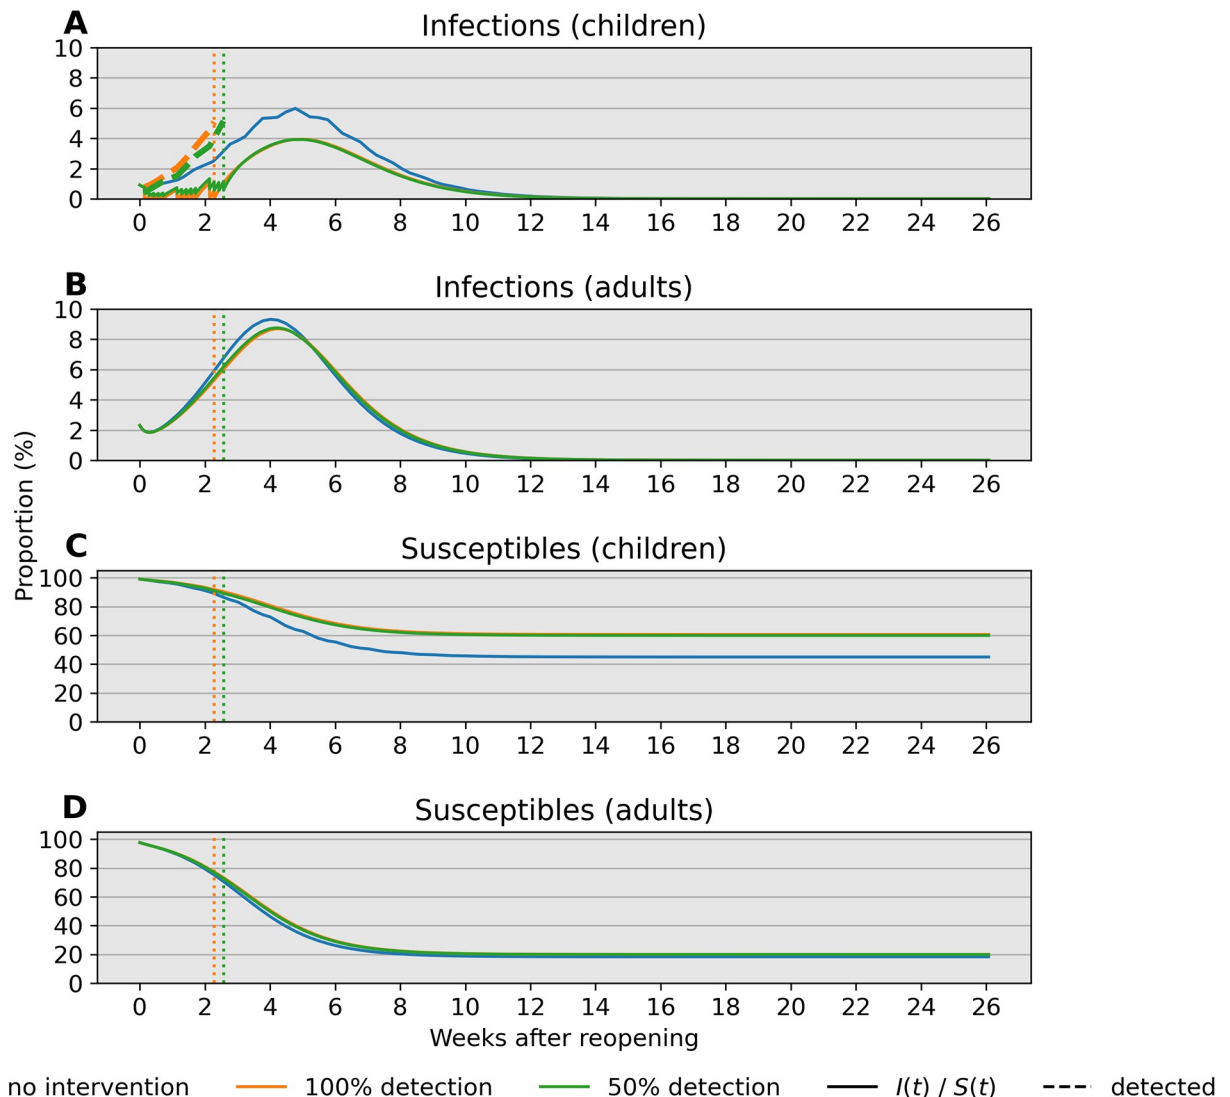 A
Infections (children)
10
8
6
4
2
0
0 2 4 6 8 10 12 14 16 18 20 22 24 26
B
Infections (adults)
10
8
6
4
2
0
0 2 4 6 8 10 12 14 16 18 20 22 24 26
Proportion (%)
C
Susceptibles (children)
100
80
60
40
20
0
0 2 4 6 8 10 12 14 16 18 20 22 24 26
D
Susceptibles (adults)
100
80
60
40
20
0
0 2 4 6 8 10 12 14 16 18 20 22 24 26
Weeks after reopening
no intervention 100% detection 50% detection I(t) / S(t) detected